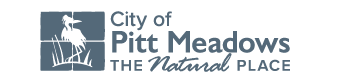 City of
Pitt Meadows
THE Natural PLACE